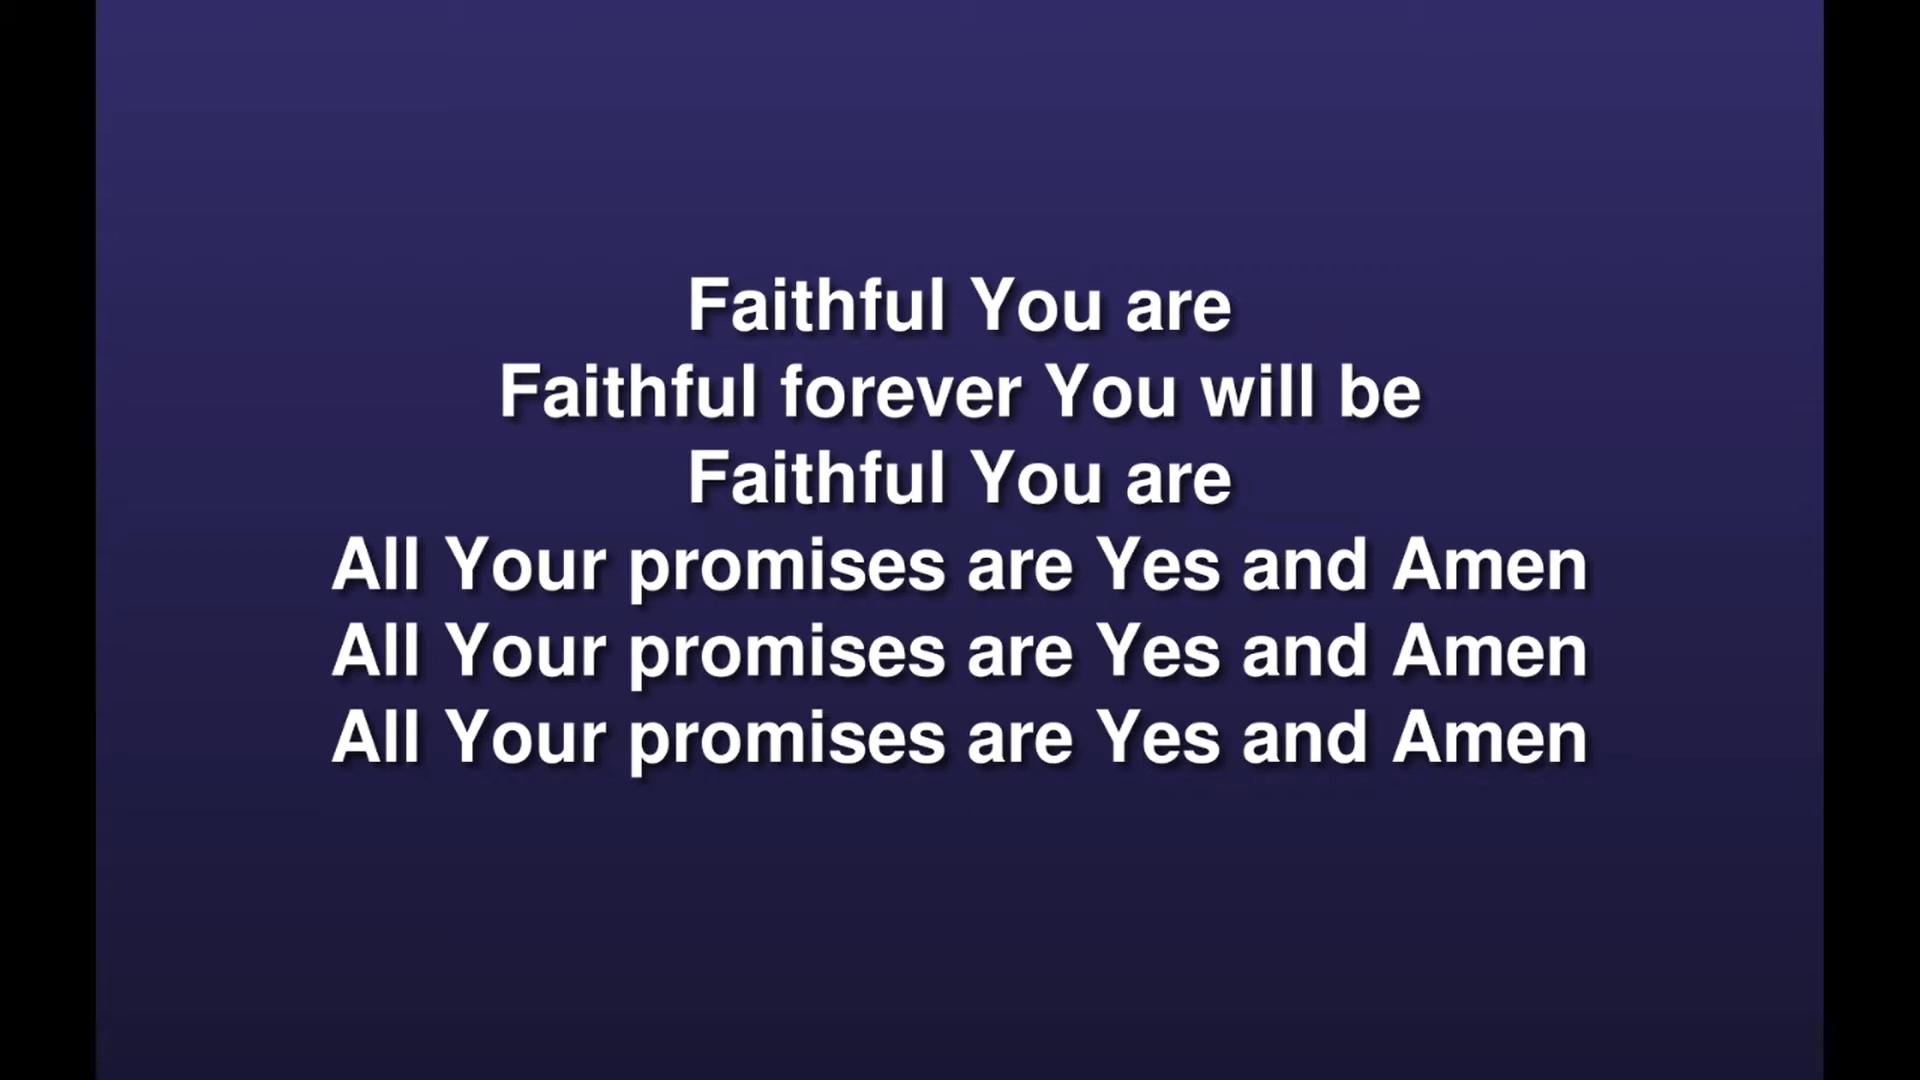 Faithful You are
Faithful forever You will be
Faithful You are
All Your promises are Yes and Amen
All Your promises are Yes and Amen
All Your promises are Yes and Amen